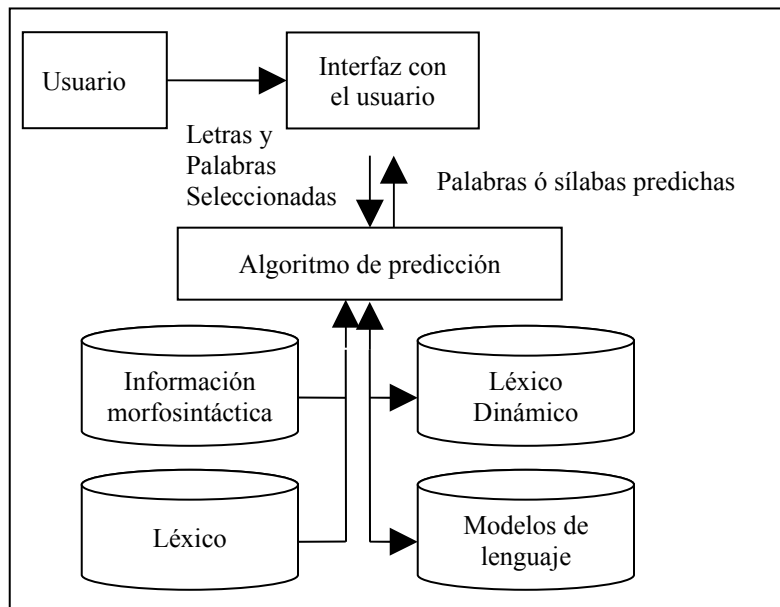 Usuario
Interfaz con
el usuario
Letras y
Palabras
Seleccionadas
Palabras ó sílabas predichas
Algoritmo de predicción
Información
morfosintáctica
Léxico
Dinámico
Léxico
Modelos de
lenguaje